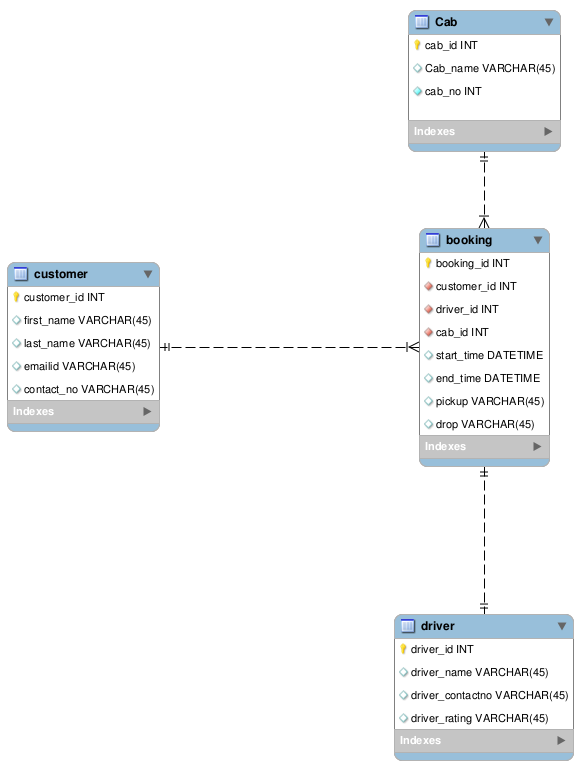 Cab
cab_id INT
Cab_name VARCHAR(45)
cab_no INT
Indexes
booking
booking_id INT
customer_id INT
driver_id INT
cab_id INT
start_time DATETIME
end_time DATETIME
pickup VARCHAR(45)
drop VARCHAR(45)
Indexes
customer
customer_id INT
first_name VARCHAR(45)
last_name VARCHAR(45)
emailid VARCHAR(45)
contact_no VARCHAR(45)
Indexes
driver
driver_id INT
driver_name VARCHAR(45)
driver_contactno VARCHAR(45)
driver_rating VARCHAR(45)
Indexes